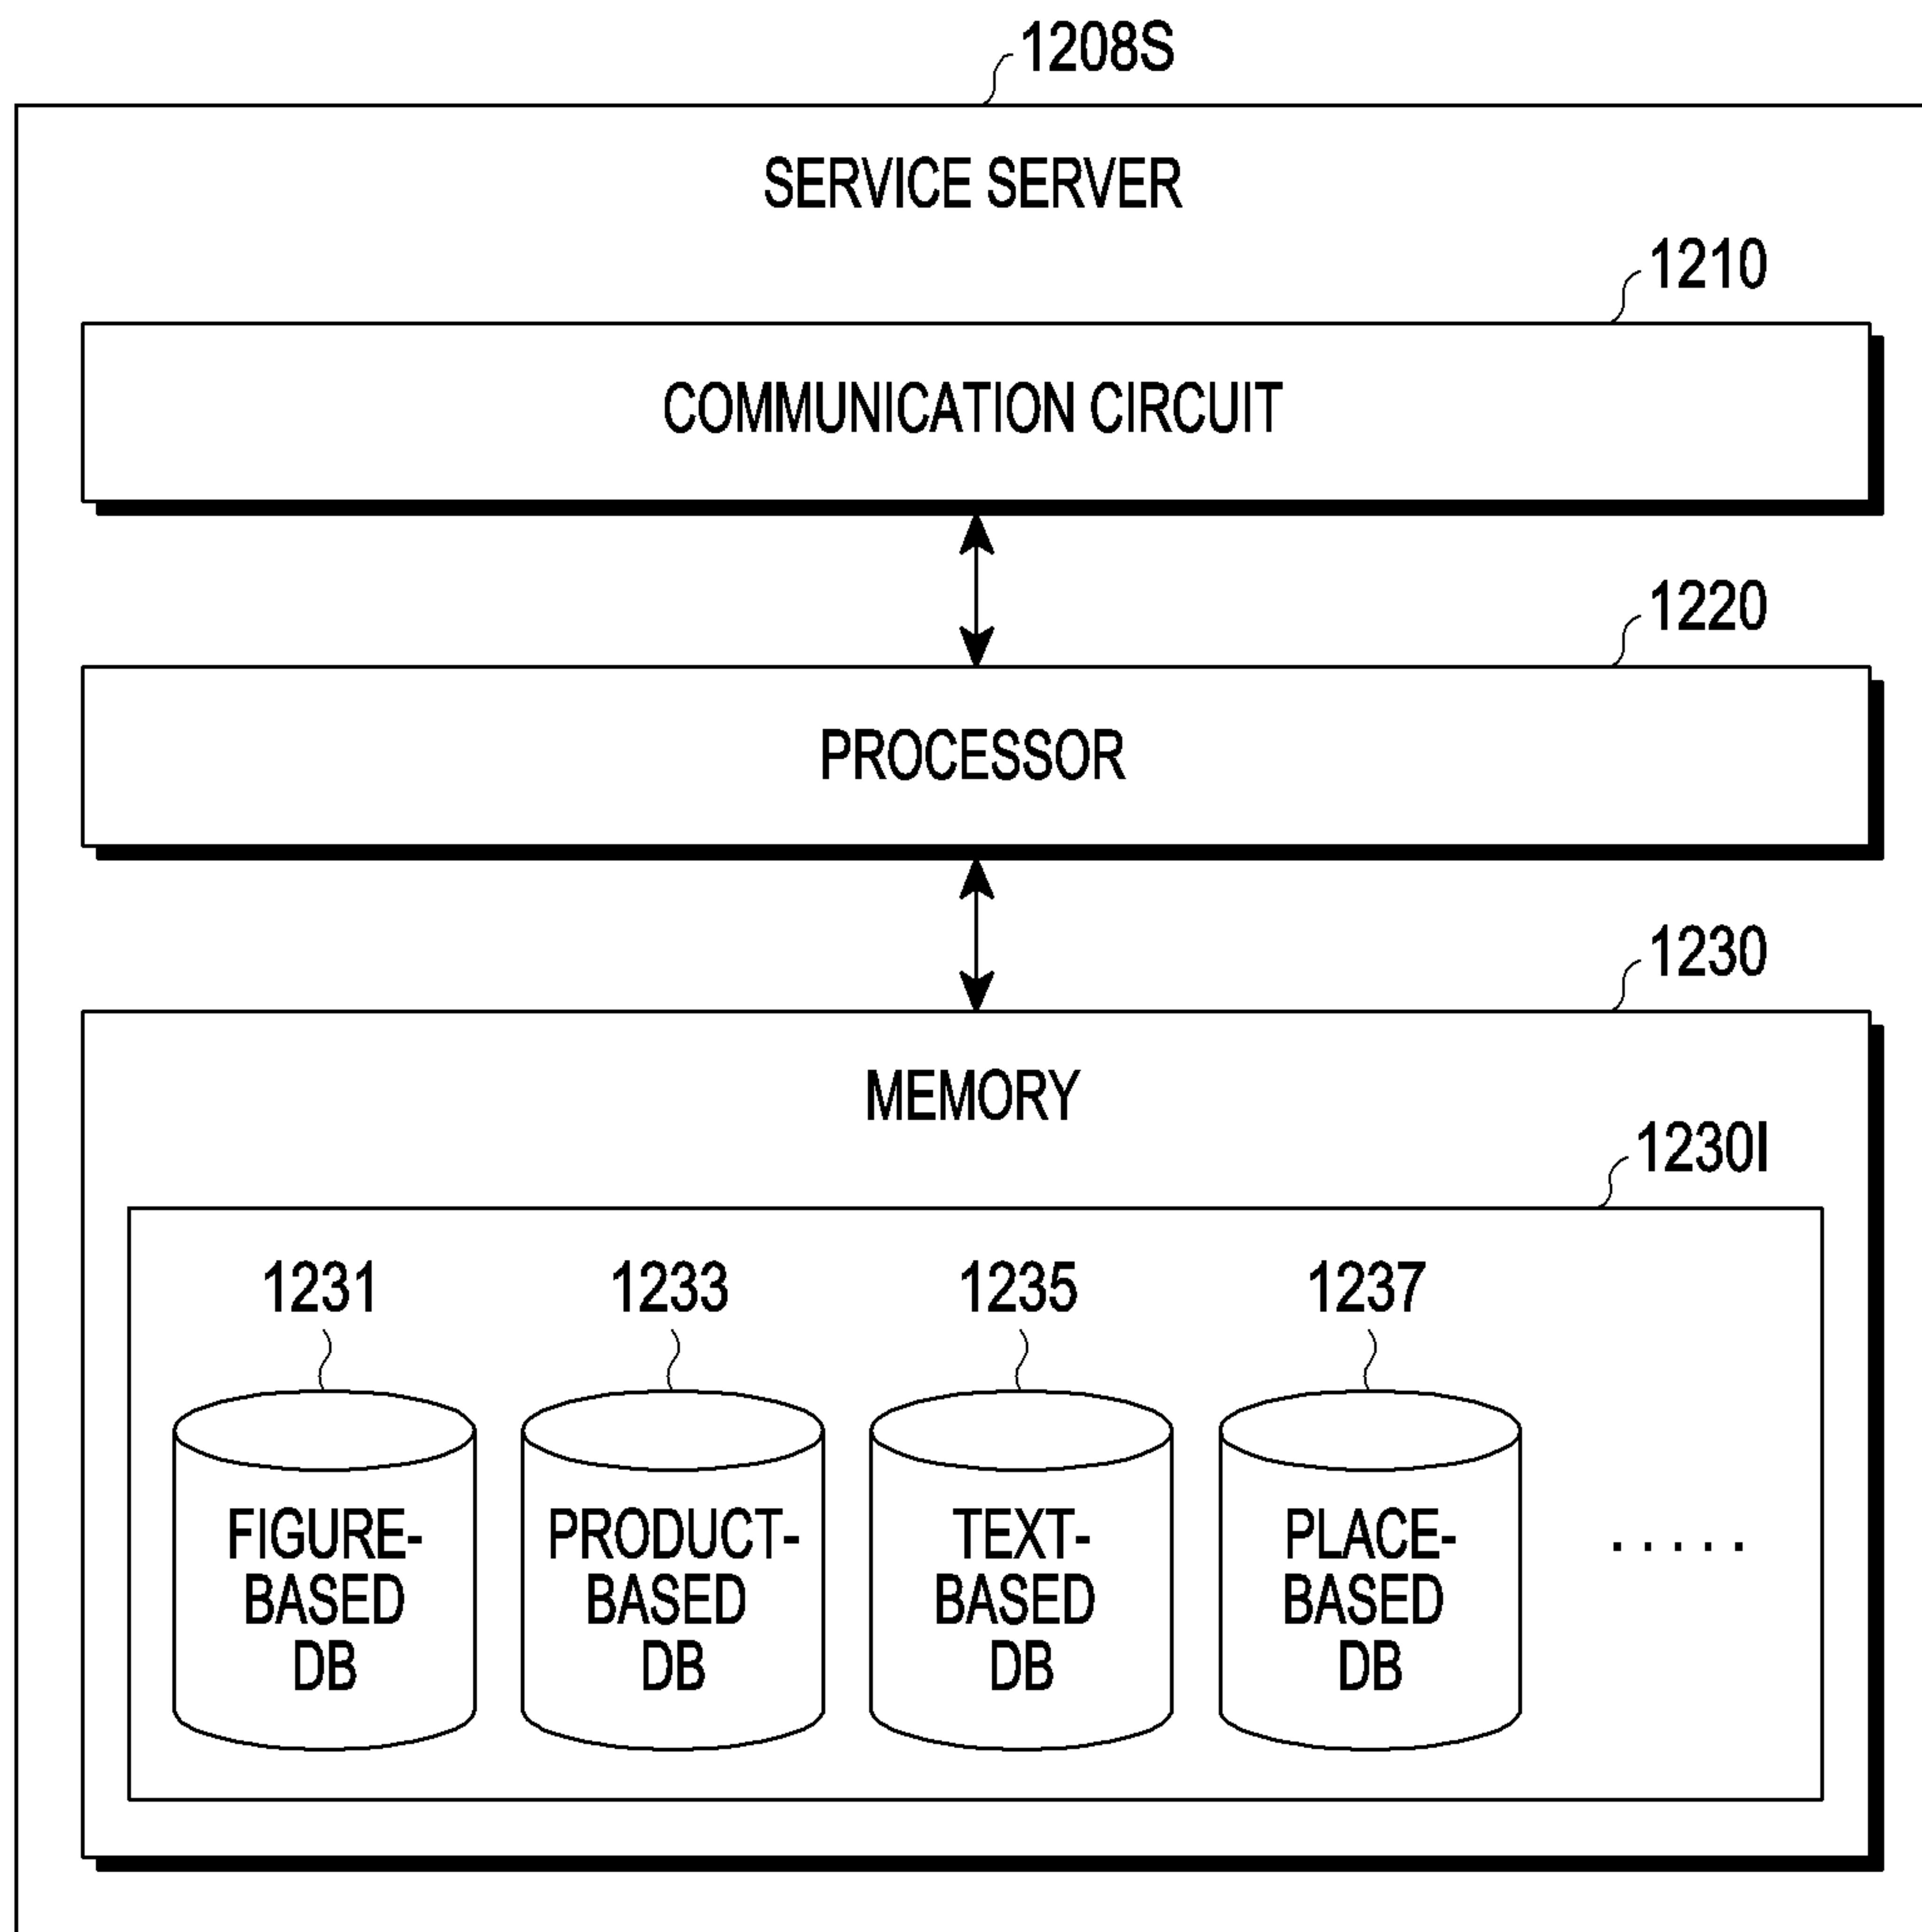 1208S
SERVICE SERVER
1210
COMMUNICATION CIRCUIT
1220
PROCESSOR
1230
MEMORY
1230I
1231 1233 1235 1237
FIGURE- PRODUCT- TEXT- PLACE- .....
BASED BASED BASED BASED
DB DB DB DB